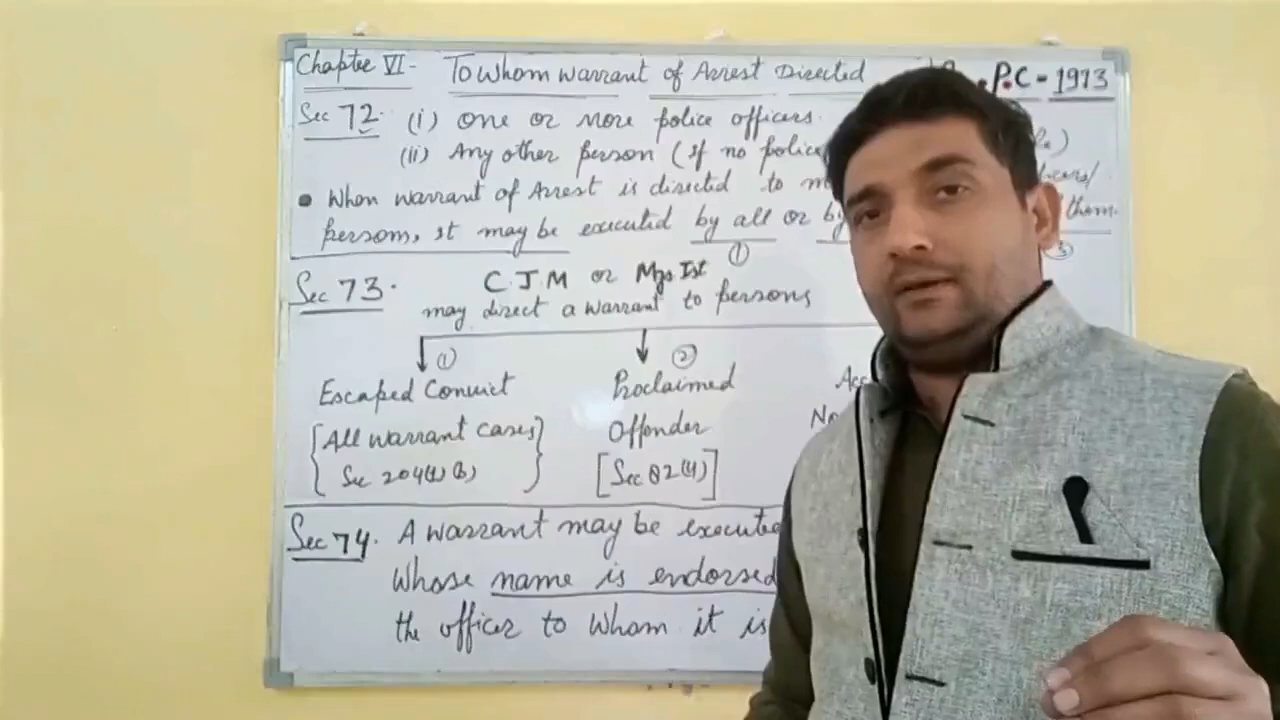 Chapter VI- To Whom Warrant of Arrest Directed P.C-1973
Sec 72. (i) one or more police officers.
(ii) Any other person (if no police
• When warrant of Arrest is directed to
persons, it may be executed by all or by them.
① ③
Sec 73. C.J.M or Mgs Ist
may direct a warrant to persons
① ②
Escaped Convict Proclaimed
[All warrant cases] Offender
Sec 204(1)(b) [Sec 82(4)]
Sec 74. A warrant may be
Whose name is endorsed
the officer to whom it is